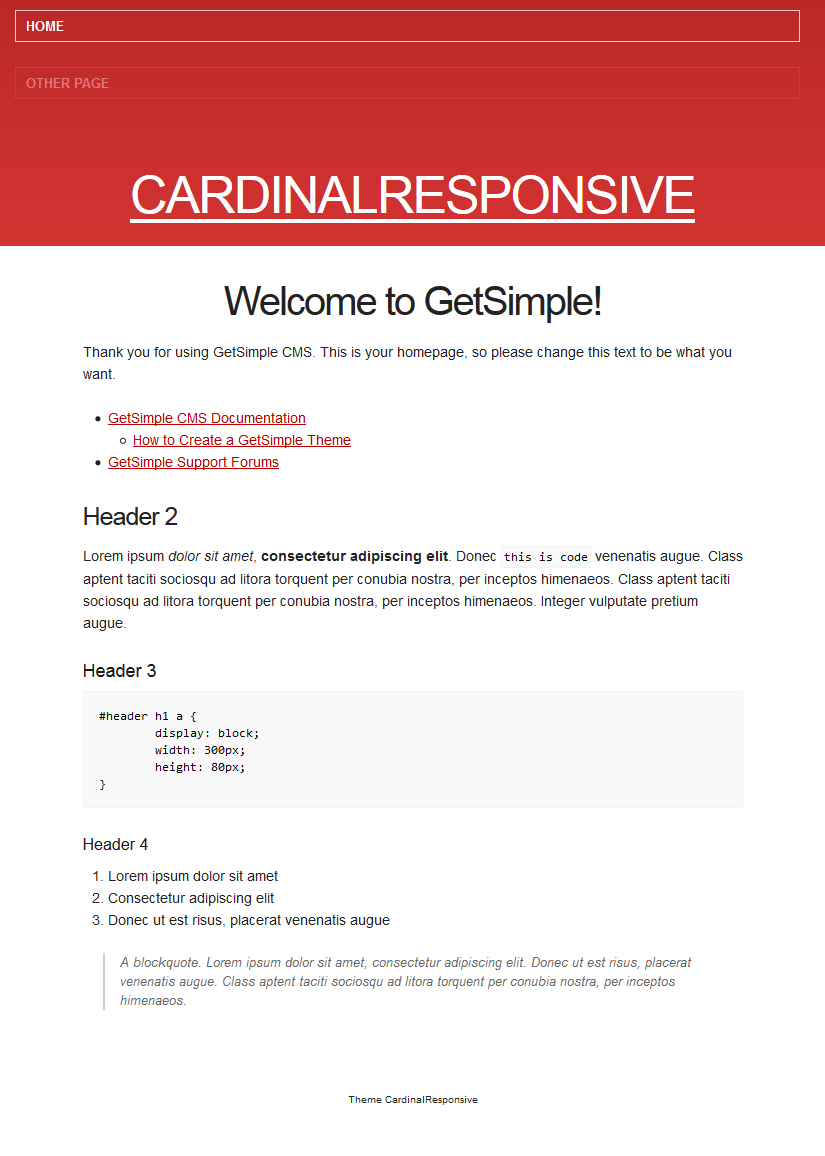 HOME
OTHER PAGE
CARDINALRESPONSIVE
Welcome to GetSimple!
Thank you for using GetSimple CMS. This is your homepage, so please change this text to be what you
want.
GetSimple CMS Documentation
How to Create a GetSimple Theme
GetSimple Support Forums
Header 2
Lorem ipsum dolor sit amet, consectetur adipiscing elit. Donec this is code venenatis augue. Class
aptent taciti sociosqu ad litora torquent per conubia nostra, per inceptos himenaeos. Class aptent taciti
sociosqu ad litora torquent per conubia nostra, per inceptos himenaeos. Integer vulputate pretium
augue.
Header 3
#header h1 a {
display: block;
width: 300px;
height: 80px;
}
Header 4
1. Lorem ipsum dolor sit amet
2. Consectetur adipiscing elit
3. Donec ut est risus, placerat venenatis augue
A blockquote. Lorem ipsum dolor sit amet, consectetur adipiscing elit. Donec ut est risus, placerat
venenatis augue. Class aptent taciti sociosqu ad litora torquent per conubia nostra, per inceptos
himenaeos.
Theme CardinalResponsive